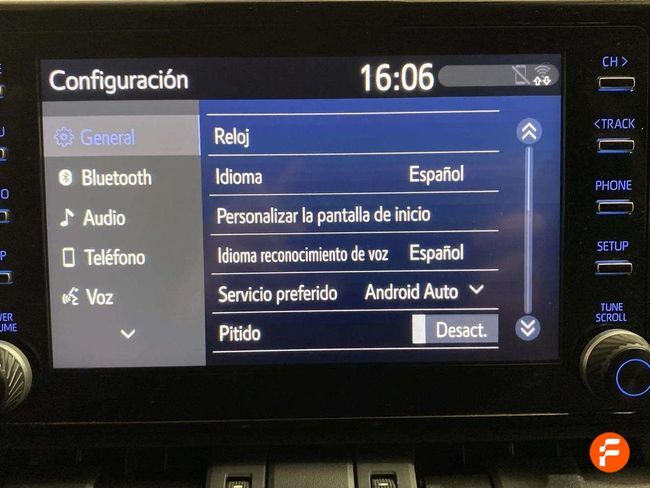 Configuración 16:06
General
Bluetooth
Audio
Teléfono
Voz
Reloj
Idioma Español
Personalizar la pantalla de inicio
Idioma reconocimiento de voz Español
Servicio preferido Android Auto
Pitido Desact.
CH >
< TRACK
PHONE
SETUP
TUNE
SCROLL